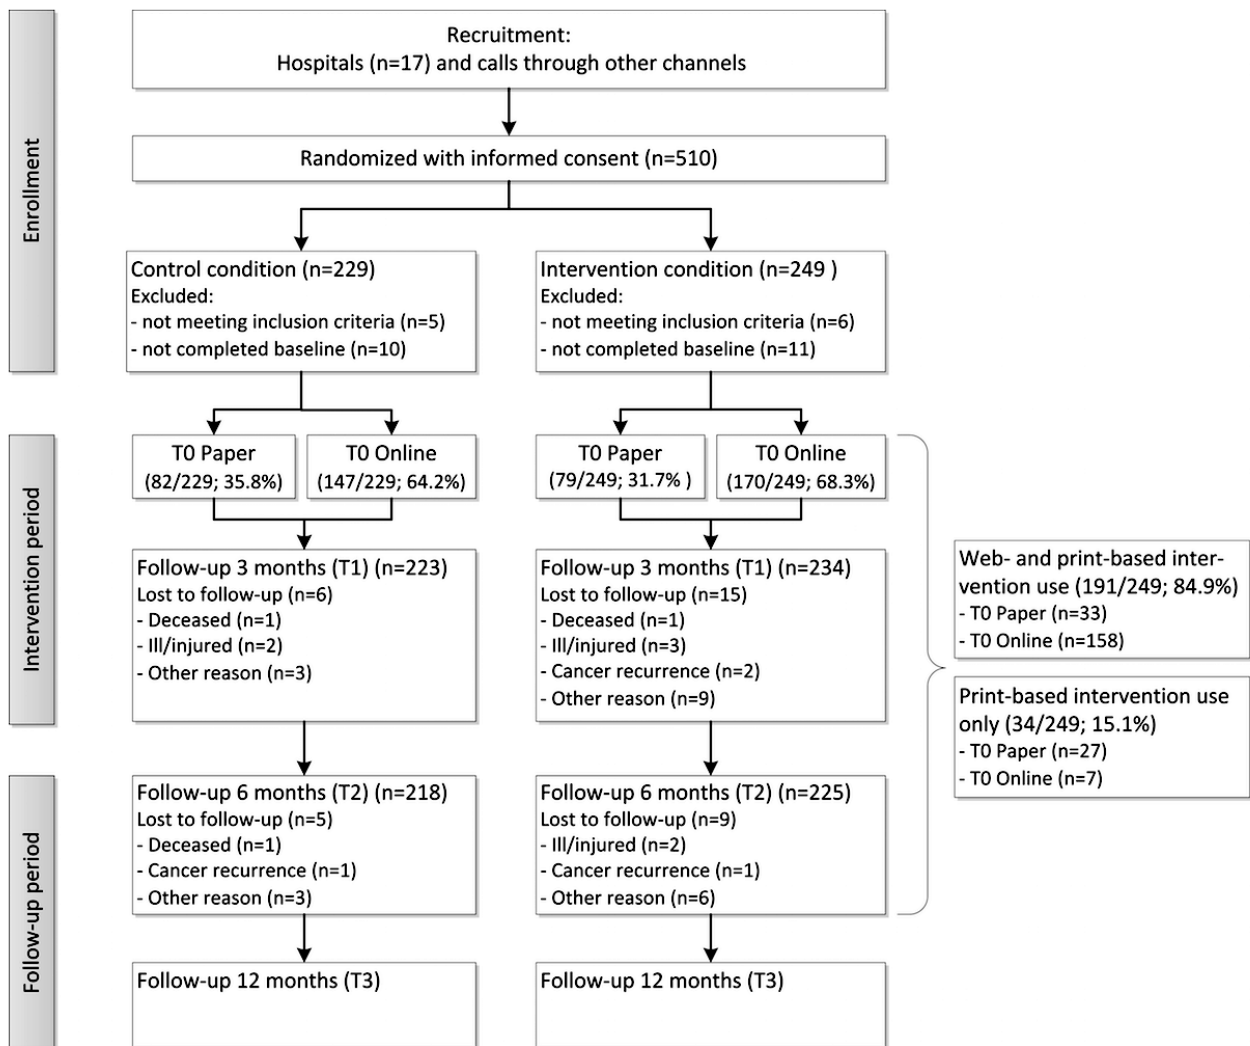 Enrollment
Recruitment:
Hospitals (n=17) and calls through other channels
Randomized with informed consent (n=510)
Control condition (n=229)
Excluded:
- not meeting inclusion criteria (n=5)
- not completed baseline (n=10)
Intervention condition (n=249 )
Excluded:
- not meeting inclusion criteria (n=6)
- not completed baseline (n=11)
Intervention period
T0 Paper
(82/229; 35.8%)
T0 Online
(147/229; 64.2%)
T0 Paper
(79/249; 31.7% )
T0 Online
(170/249; 68.3%)
Follow-up 3 months (T1) (n=223)
Lost to follow-up (n=6)
- Deceased (n=1)
- Ill/injured (n=2)
- Other reason (n=3)
Follow-up 3 months (T1) (n=234)
Lost to follow-up (n=15)
- Deceased (n=1)
- Ill/injured (n=3)
- Cancer recurrence (n=2)
- Other reason (n=9)
Web- and print-based inter-
vention use (191/249; 84.9%)
- T0 Paper (n=33)
- T0 Online (n=158)
Print-based intervention use
only (34/249; 15.1%)
- T0 Paper (n=27)
- T0 Online (n=7)
Follow-up period
Follow-up 6 months (T2) (n=218)
Lost to follow-up (n=5)
- Deceased (n=1)
- Cancer recurrence (n=1)
- Other reason (n=3)
Follow-up 6 months (T2) (n=225)
Lost to follow-up (n=9)
- Ill/injured (n=2)
- Cancer recurrence (n=1)
- Other reason (n=6)
Follow-up 12 months (T3)
Follow-up 12 months (T3)